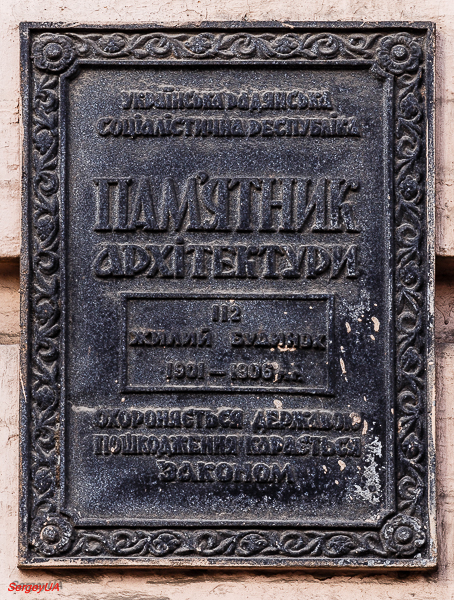 УКРАЇНСЬКА РАДЯНСЬКА
СОЦІАЛІСТИЧНА РЕСПУБЛІКА
ПАМ'ЯТНИК
АРХІТЕКТУРИ
112
ЖИЛИЙ БУДИНОК
1901 — 1906 р.р.
ОХОРОНЯЄТЬСЯ ДЕРЖАВОЮ
ПОШКОДЖЕННЯ КАРАЄТЬСЯ
ЗАКОНОМ
SergeyUA